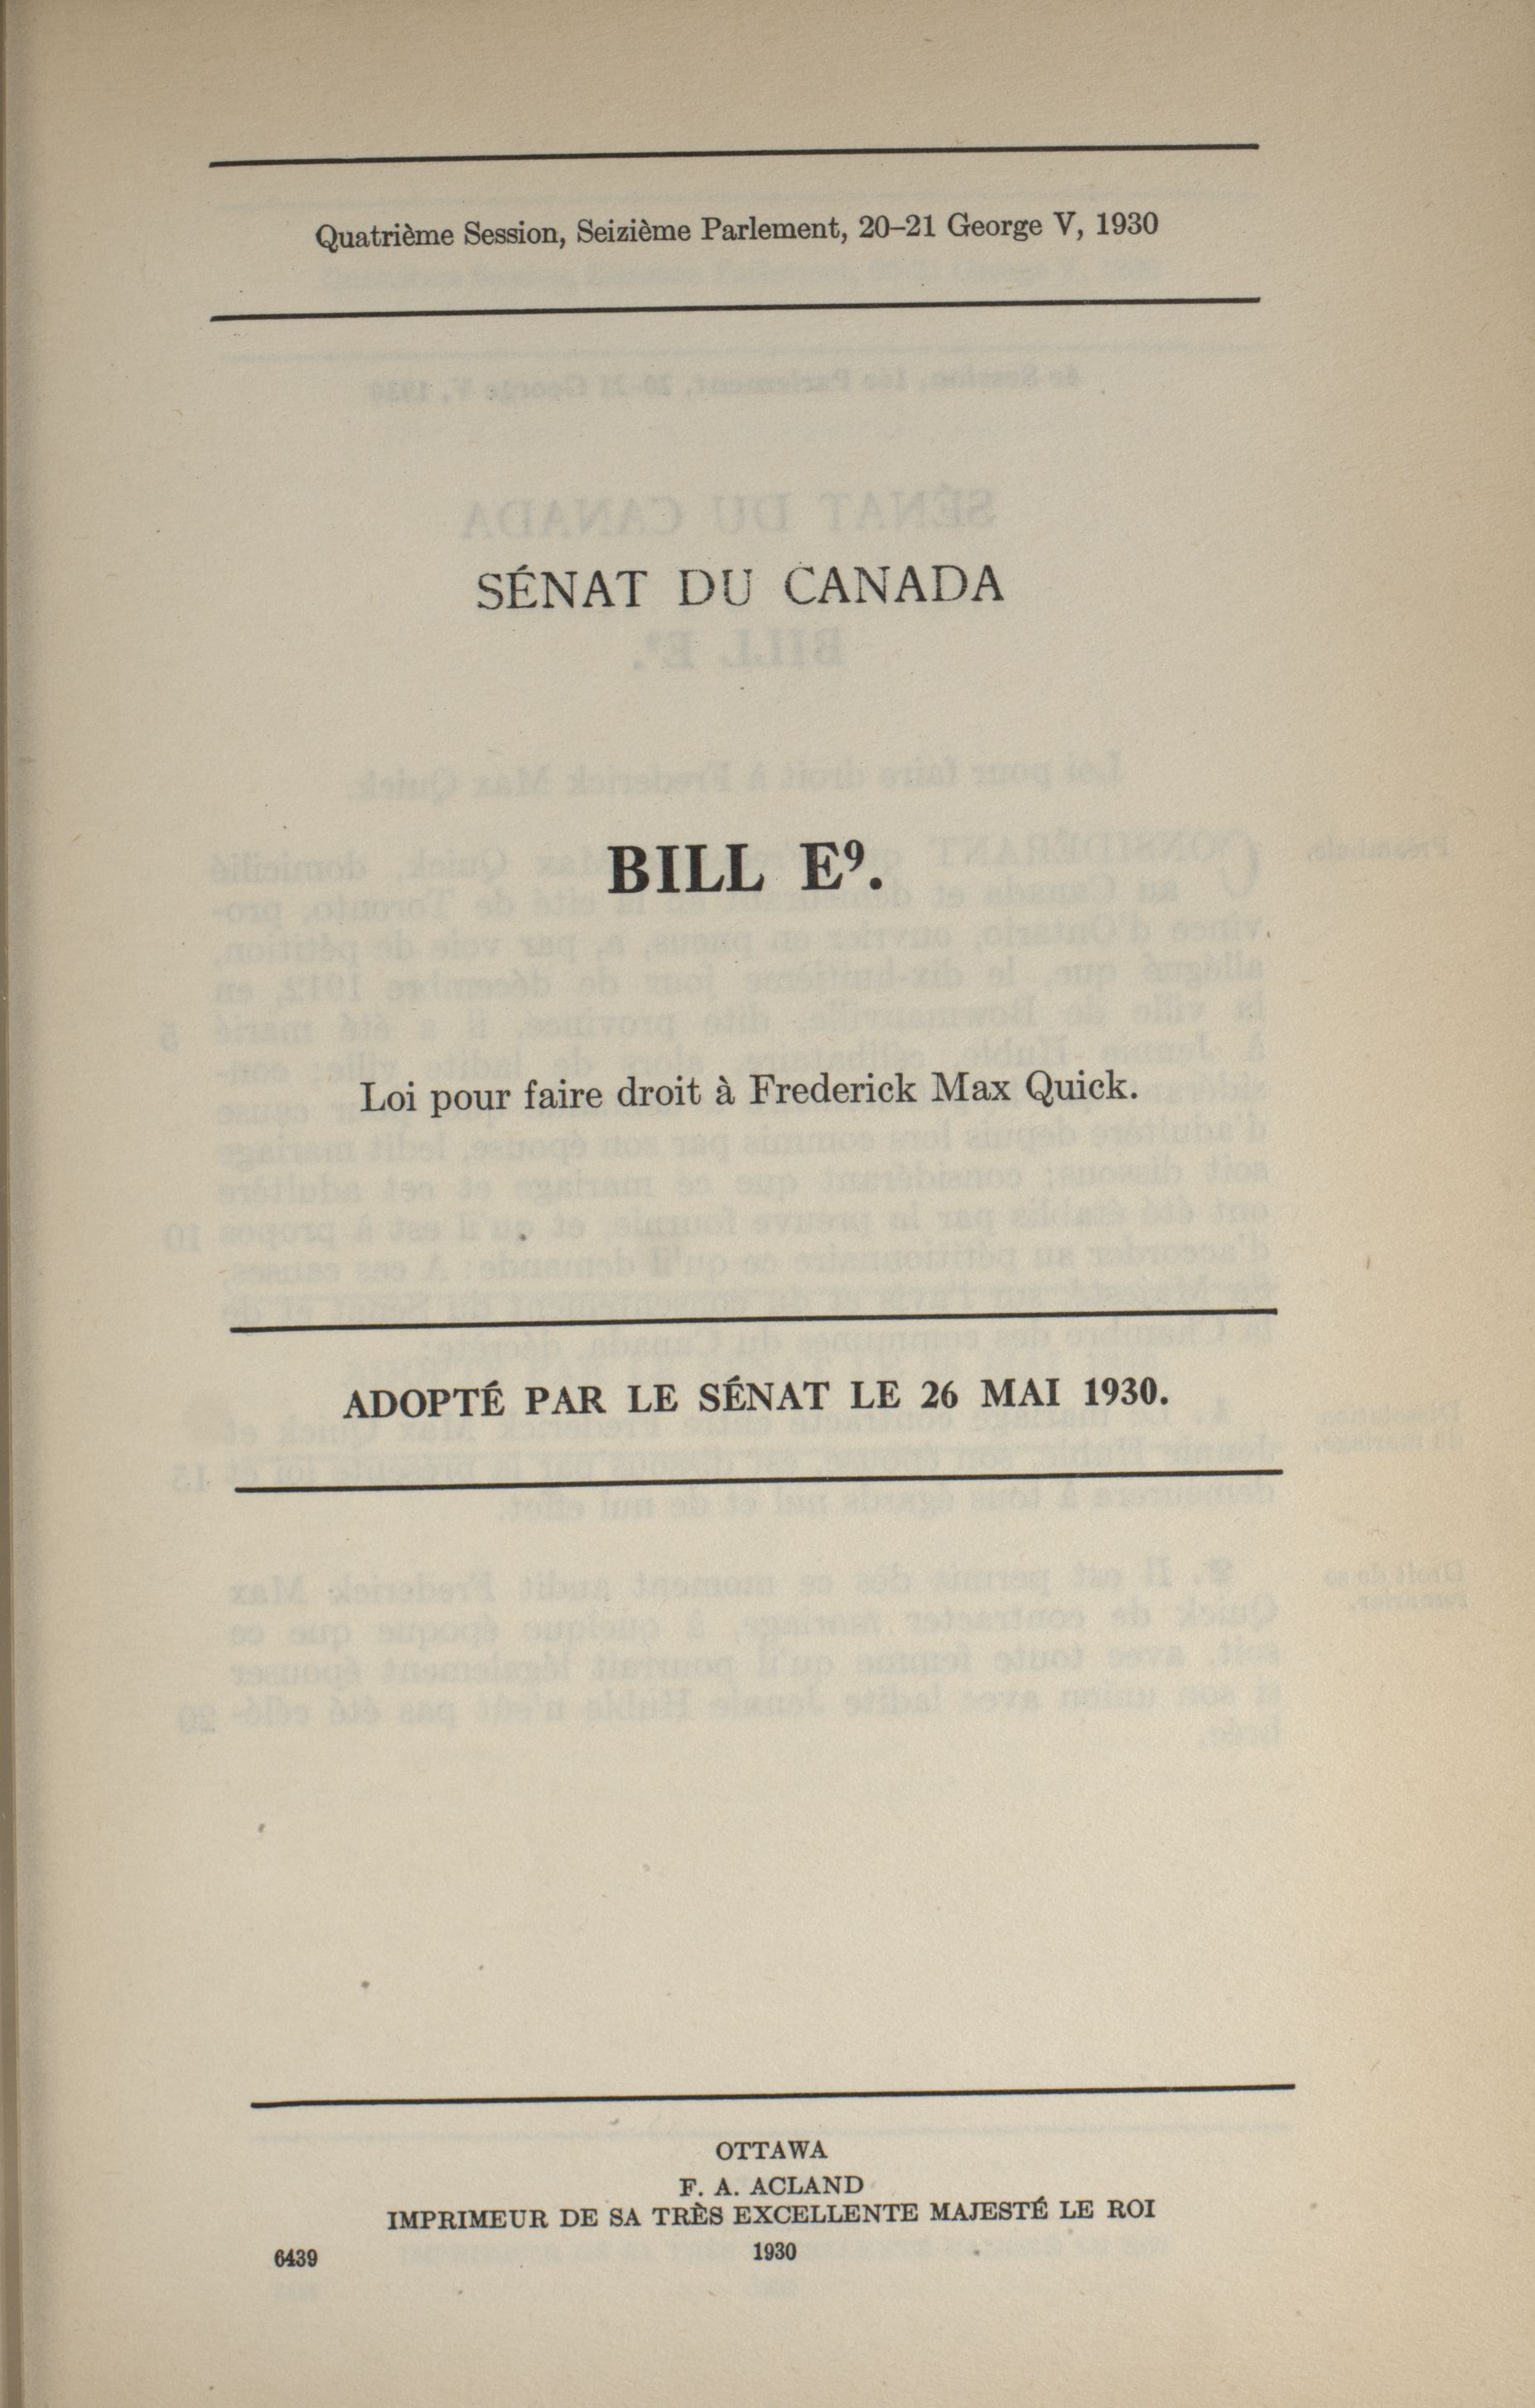 Quatrième Session, Seizième Parlement, 20–21 George V, 1930
SÉNAT DU CANADA
BILL E⁹.
Loi pour faire droit à Frederick Max Quick.
ADOPTÉ PAR LE SÉNAT LE 26 MAI 1930.
OTTAWA
F. A. ACLAND
IMPRIMEUR DE SA TRÈS EXCELLENTE MAJESTÉ LE ROI
6439 1930